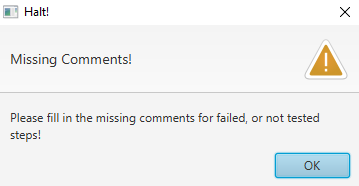 Halt!
Missing Comments!
Please fill in the missing comments for failed, or not tested
steps!
OK